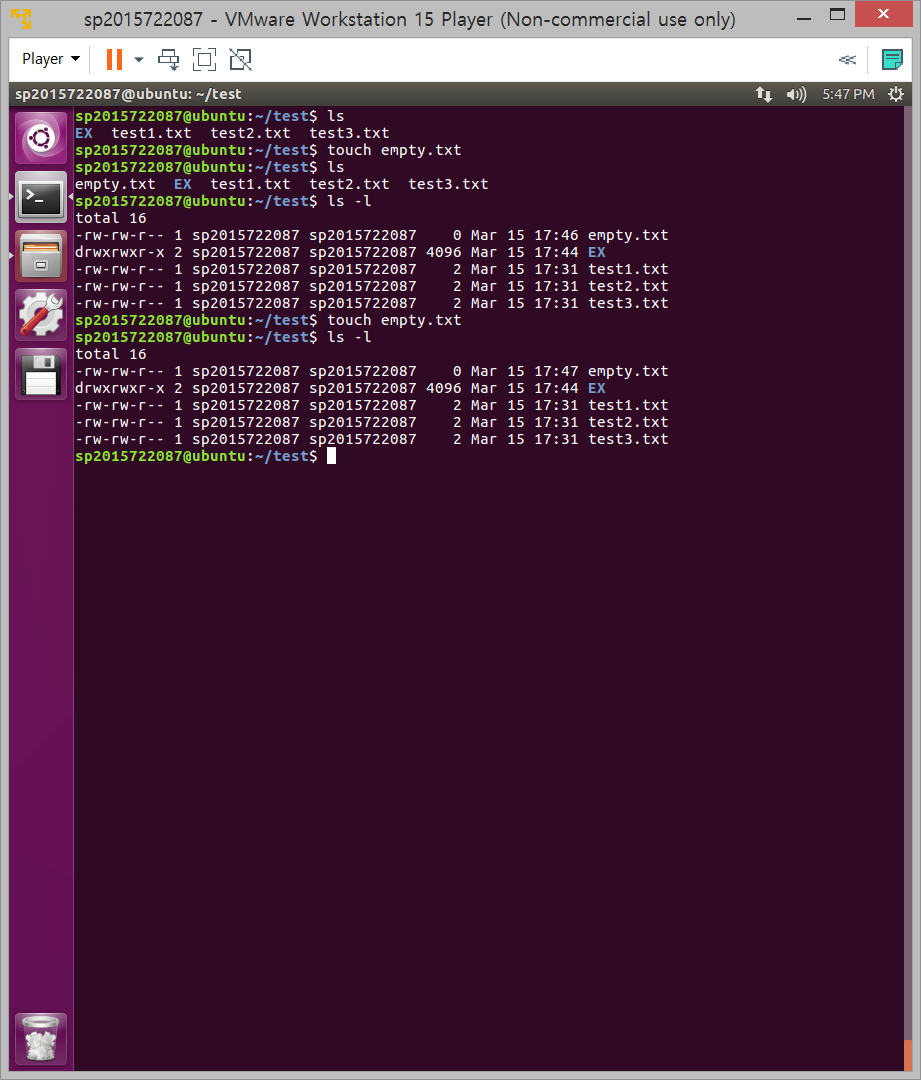 sp2015722087 - VMware Workstation 15 Player (Non-commercial use only)
Player
sp2015722087@ubuntu: ~/test 5:47 PM
sp2015722087@ubuntu:~/test$ ls
EX  test1.txt  test2.txt  test3.txt
sp2015722087@ubuntu:~/test$ touch empty.txt
sp2015722087@ubuntu:~/test$ ls
empty.txt  EX  test1.txt  test2.txt  test3.txt
sp2015722087@ubuntu:~/test$ ls -l
total 16
-rw-rw-r-- 1 sp2015722087 sp2015722087    0 Mar 15 17:46 empty.txt
drwxrwxr-x 2 sp2015722087 sp2015722087 4096 Mar 15 17:44 EX
-rw-rw-r-- 1 sp2015722087 sp2015722087    2 Mar 15 17:31 test1.txt
-rw-rw-r-- 1 sp2015722087 sp2015722087    2 Mar 15 17:31 test2.txt
-rw-rw-r-- 1 sp2015722087 sp2015722087    2 Mar 15 17:31 test3.txt
sp2015722087@ubuntu:~/test$ touch empty.txt
sp2015722087@ubuntu:~/test$ ls -l
total 16
-rw-rw-r-- 1 sp2015722087 sp2015722087    0 Mar 15 17:47 empty.txt
drwxrwxr-x 2 sp2015722087 sp2015722087 4096 Mar 15 17:44 EX
-rw-rw-r-- 1 sp2015722087 sp2015722087    2 Mar 15 17:31 test1.txt
-rw-rw-r-- 1 sp2015722087 sp2015722087    2 Mar 15 17:31 test2.txt
-rw-rw-r-- 1 sp2015722087 sp2015722087    2 Mar 15 17:31 test3.txt
sp2015722087@ubuntu:~/test$